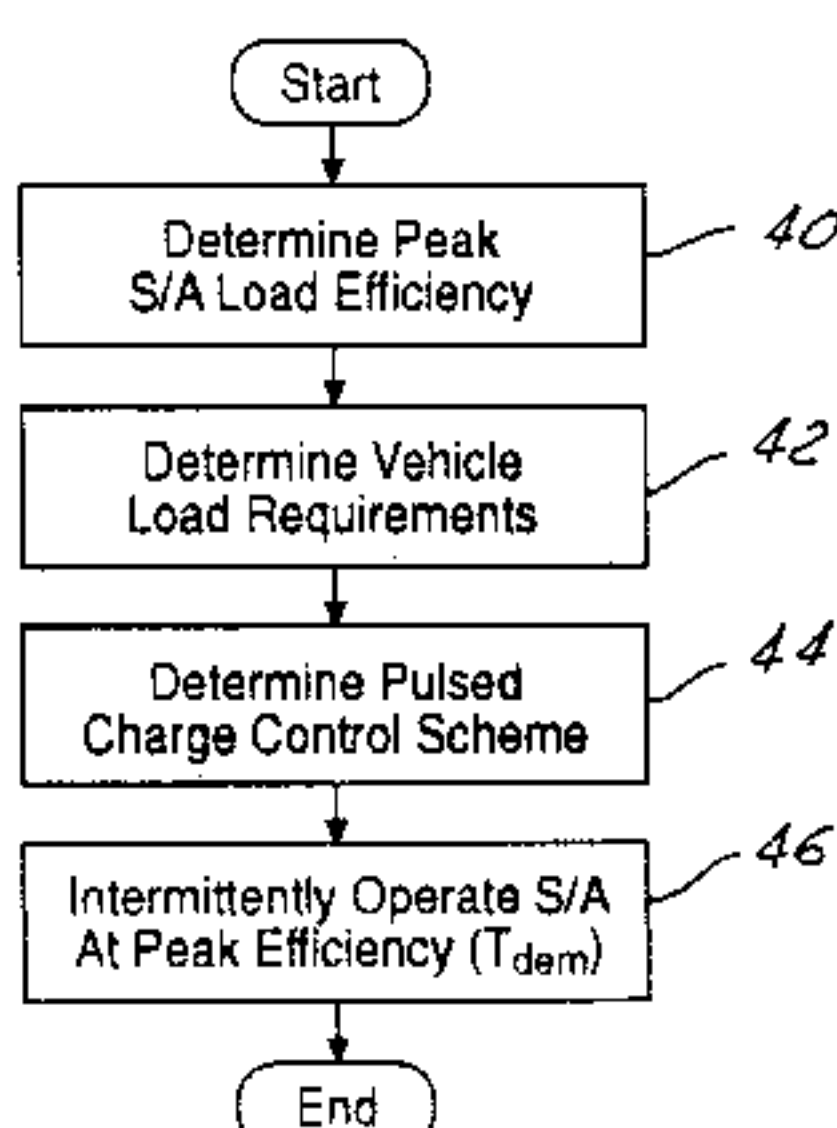 Start
Determine Peak
S/A Load Efficiency
40
Determine Vehicle
Load Requirements
42
Determine Pulsed
Charge Control Scheme
44
Intermittently Operate S/A
At Peak Efficiency (Tdem)
46
End